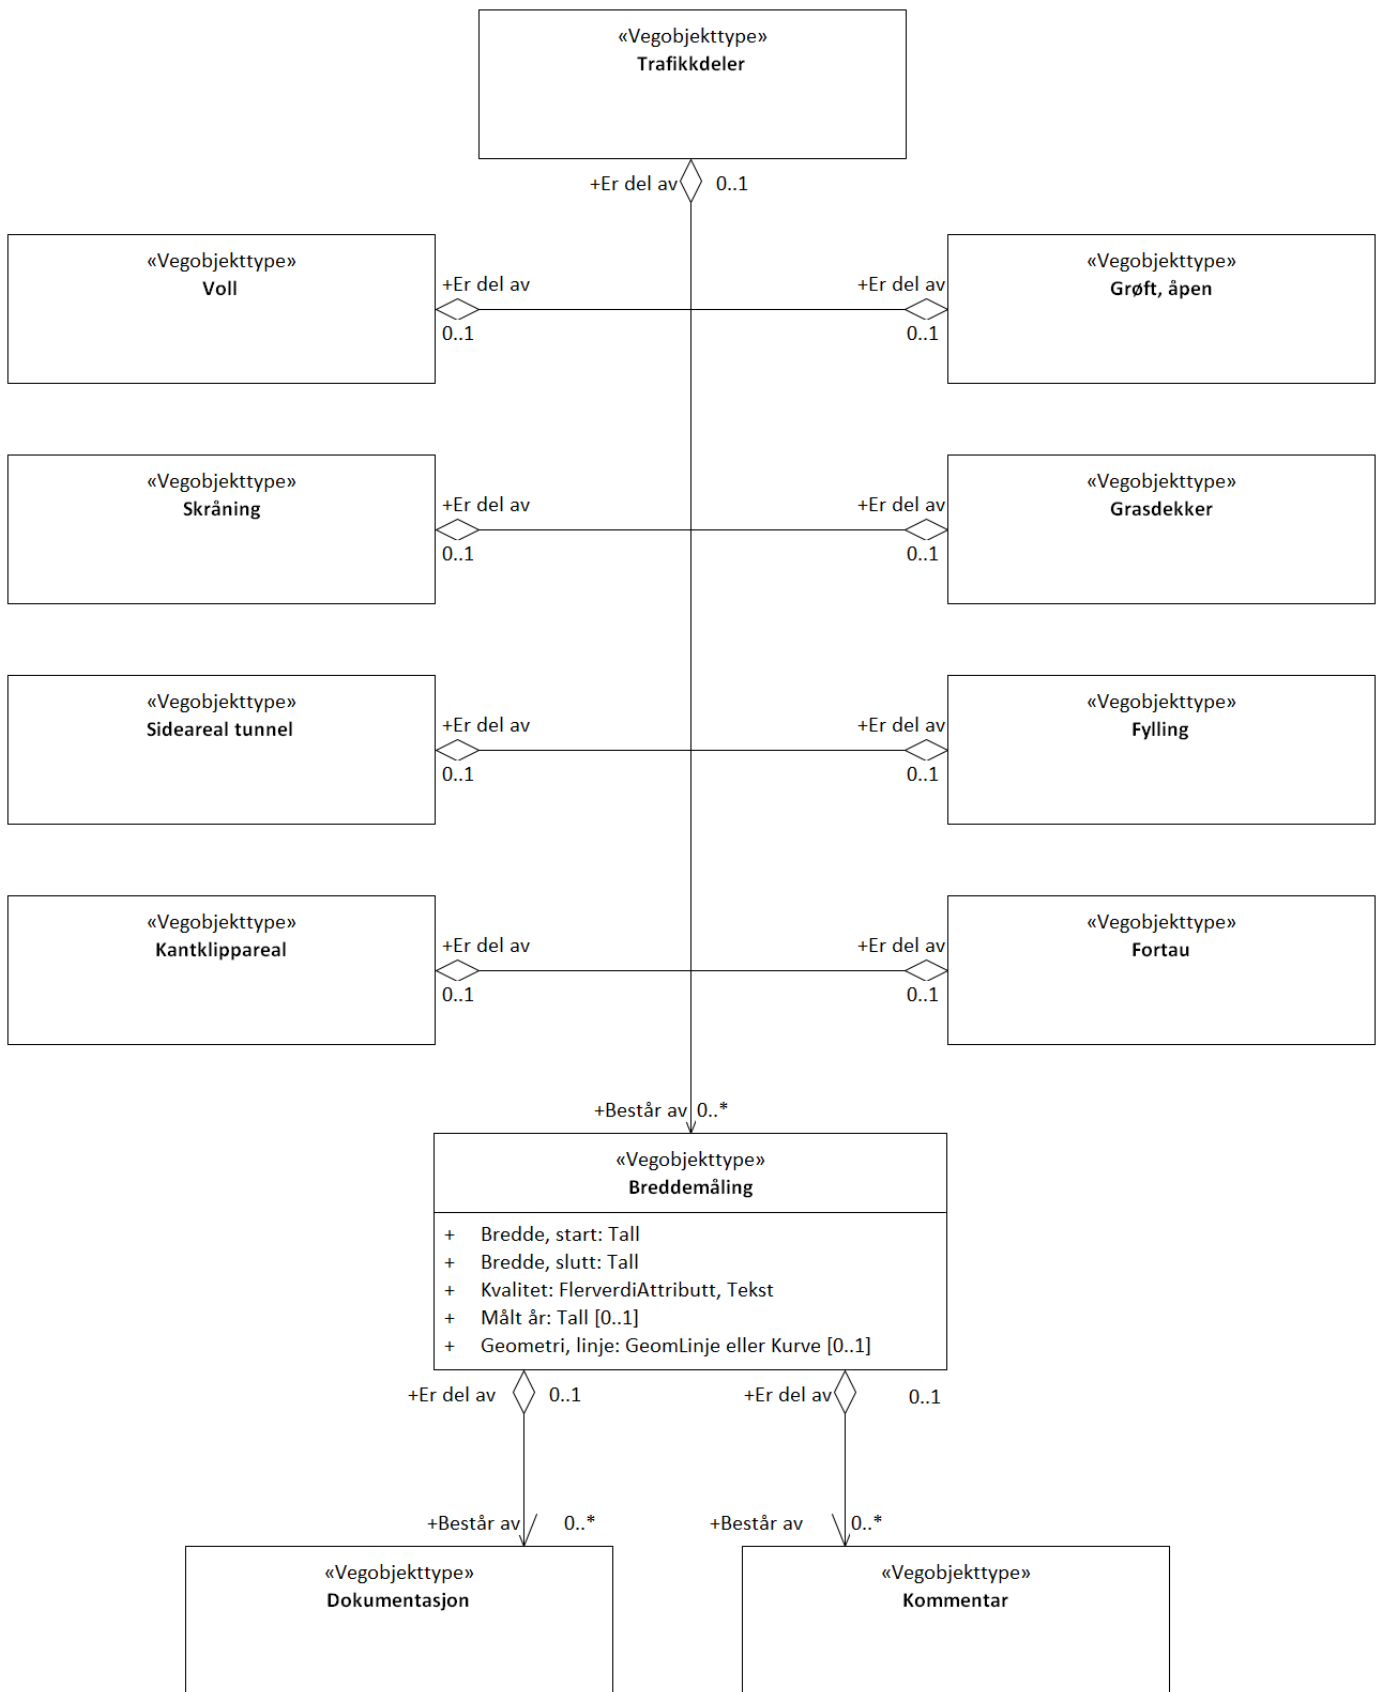 «Vegobjekttype»
Trafikkdeler
+Er del av 0..1
«Vegobjekttype»
Voll
+Er del av
0..1
«Vegobjekttype»
Grøft, åpen
+Er del av
0..1
«Vegobjekttype»
Skråning
+Er del av
0..1
«Vegobjekttype»
Grasdekker
+Er del av
0..1
«Vegobjekttype»
Sideareal tunnel
+Er del av
0..1
«Vegobjekttype»
Fylling
+Er del av
0..1
«Vegobjekttype»
Kantklippareal
+Er del av
0..1
«Vegobjekttype»
Fortau
+Er del av
0..1
+Består av 0..*
«Vegobjekttype»
Breddemåling
+ Bredde, start: Tall
+ Bredde, slutt: Tall
+ Kvalitet: FlerverdiAttributt, Tekst
+ Målt år: Tall [0..1]
+ Geometri, linje: GeomLinje eller Kurve [0..1]
+Er del av 0..1
+Er del av 0..1
+Består av 0..*
+Består av 0..*
«Vegobjekttype»
Dokumentasjon
«Vegobjekttype»
Kommentar